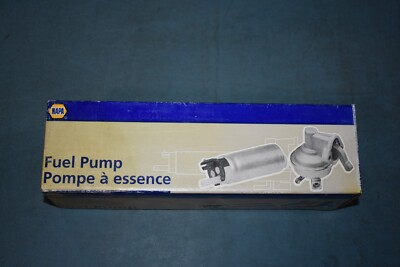 NAPA
Fuel Pump
Pompe à essence